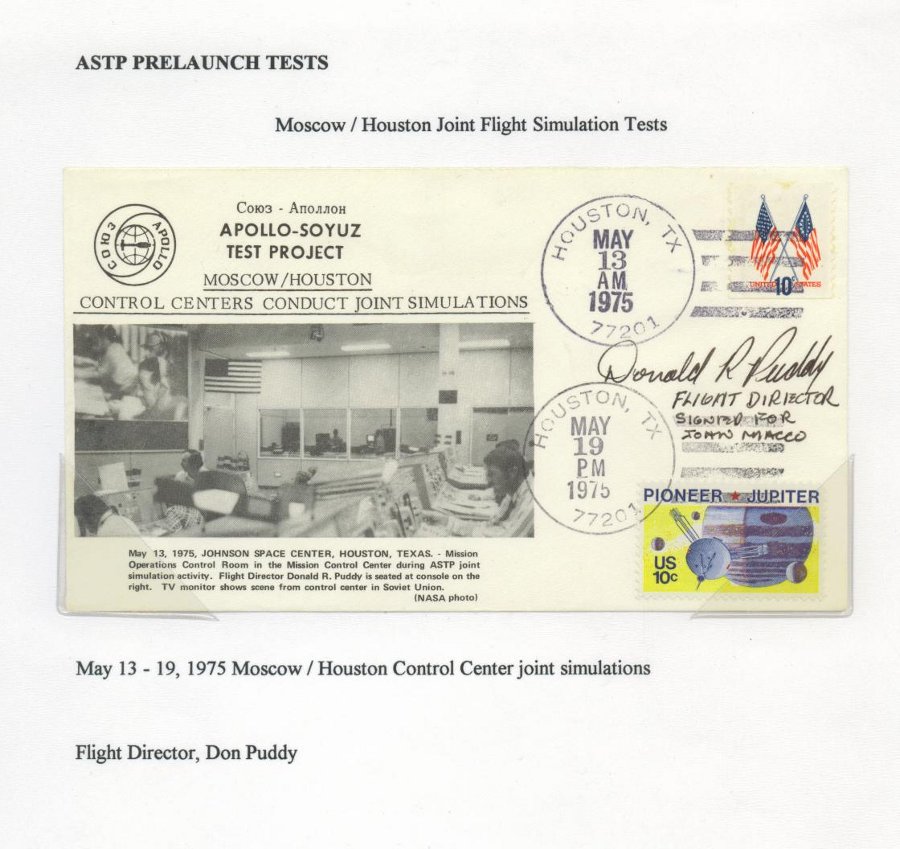 ASTP PRELAUNCH TESTS
Moscow / Houston Joint Flight Simulation Tests
СОЮЗ APOLLO
Союз - Аполлон
APOLLO-SOYUZ
TEST PROJECT
MOSCOW/HOUSTON
CONTROL CENTERS CONDUCT JOINT SIMULATIONS
HOUSTON, TX
MAY
13
AM
1975
77201
10c
UNITED STATES
Donald R Puddy
FLIGHT DIRECTOR
SIGNED FOR
JOHN MACCO
HOUSTON, TX
MAY
19
PM
1975
77201
PIONEER ★ JUPITER
US
10c
May 13, 1975, JOHNSON SPACE CENTER, HOUSTON, TEXAS. - Mission
Operations Control Room in the Mission Control Center during ASTP joint
simulation activity. Flight Director Donald R. Puddy is seated at console on the
right. TV monitor shows scene from control center in Soviet Union.
(NASA photo)
May 13 - 19, 1975 Moscow / Houston Control Center joint simulations
Flight Director, Don Puddy